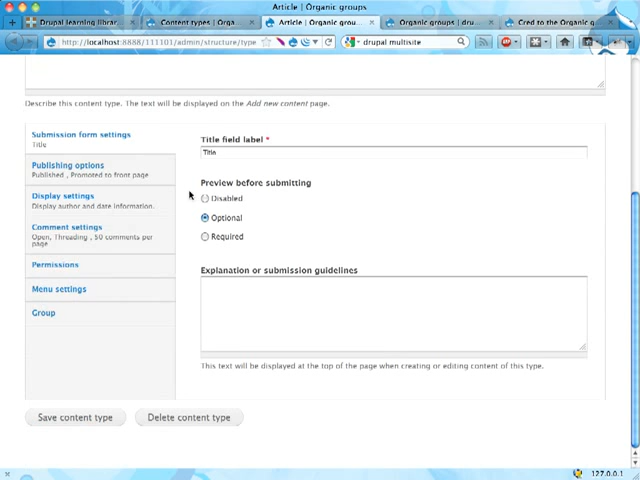 Article | Organic groups
Drupal learning librar...
Content types | Orga...
Article | Organic grou...
Organic groups | dru...
Cred to the Organic g...
http://localhost:8888/111101/admin/structure/type
drupal multisite
Describe this content type. The text will be displayed on the Add new content page.
Submission form settings
Title
Publishing options
Published , Promoted to front page
Display settings
Display author and date information.
Comment settings
Open, Threading , 50 comments per
page
Permissions
Menu settings
Group
Title field label *
Title
Preview before submitting
Disabled
Optional
Required
Explanation or submission guidelines
This text will be displayed at the top of the page when creating or editing content of this type.
Save content type
Delete content type
127.0.0.1